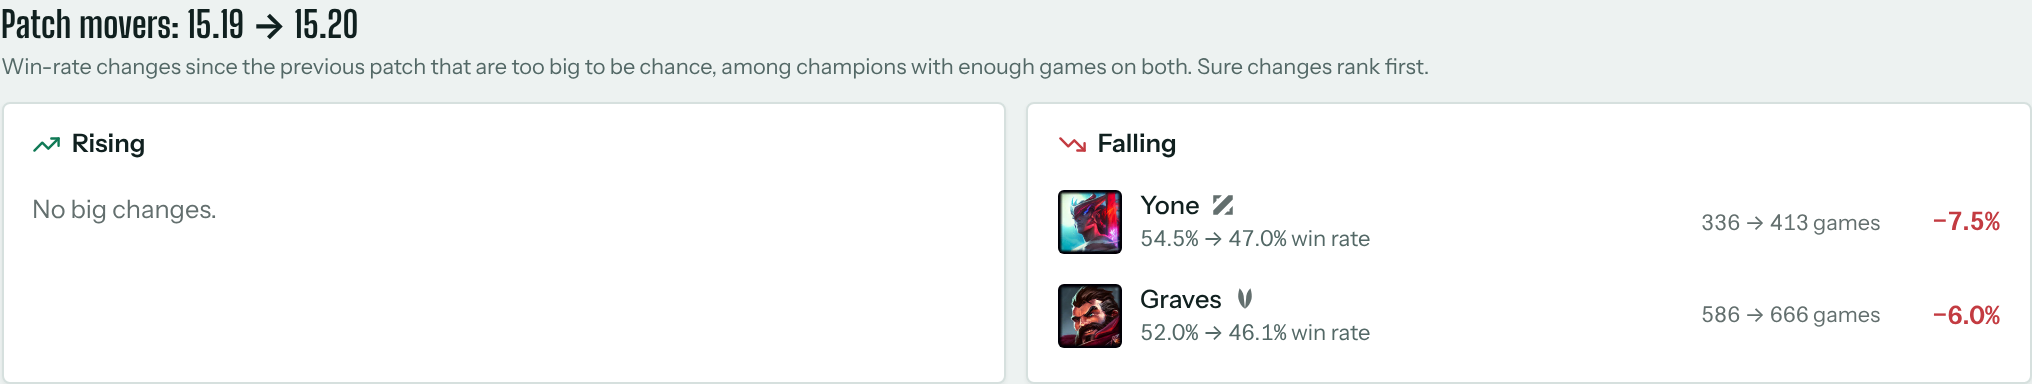 Patch movers: 15.19 → 15.20
Win-rate changes since the previous patch that are too big to be chance, among champions with enough games on both. Sure changes rank first.
Rising
No big changes.
Falling
Yone
54.5% → 47.0% win rate
336 → 413 games
−7.5%
Graves
52.0% → 46.1% win rate
586 → 666 games
−6.0%